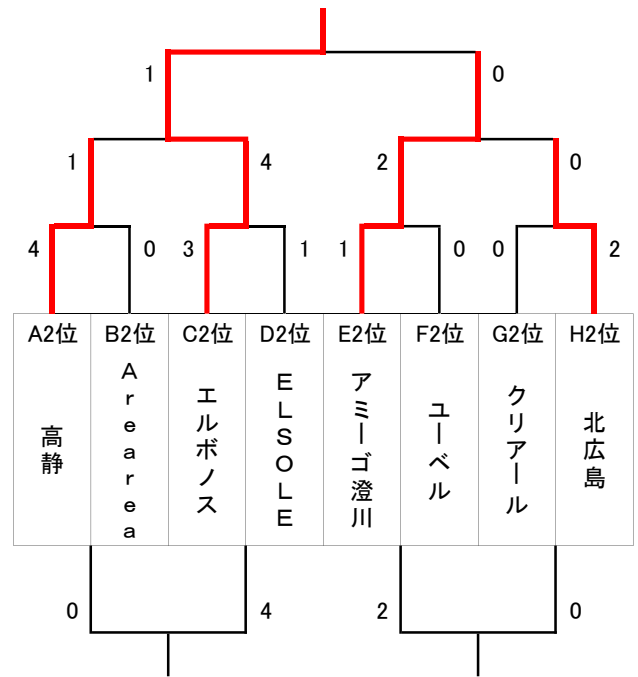 1 0
1 4 2 0
4 0 3 1 1 0 0 2
A2位 B2位 C2位 D2位 E2位 F2位 G2位 H2位
高静
Arearea
エルボノス
ELSOLE
アミーゴ澄川
ユーベル
クリアール
北広島
0 4 2 0